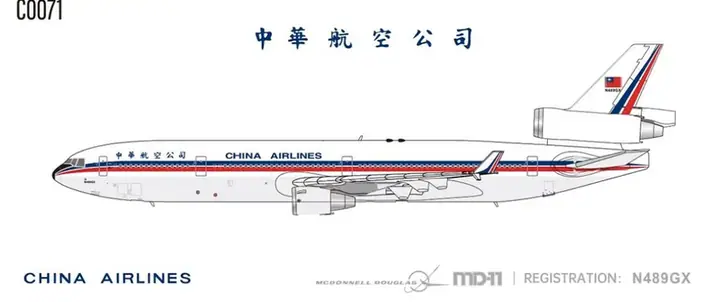 C0071
中華航空公司
N489GX
中華航空公司 CHINA AIRLINES
CHINA AIRLINES
MCDONNELL DOUGLAS MD-11 | REGISTRATION: N489GX